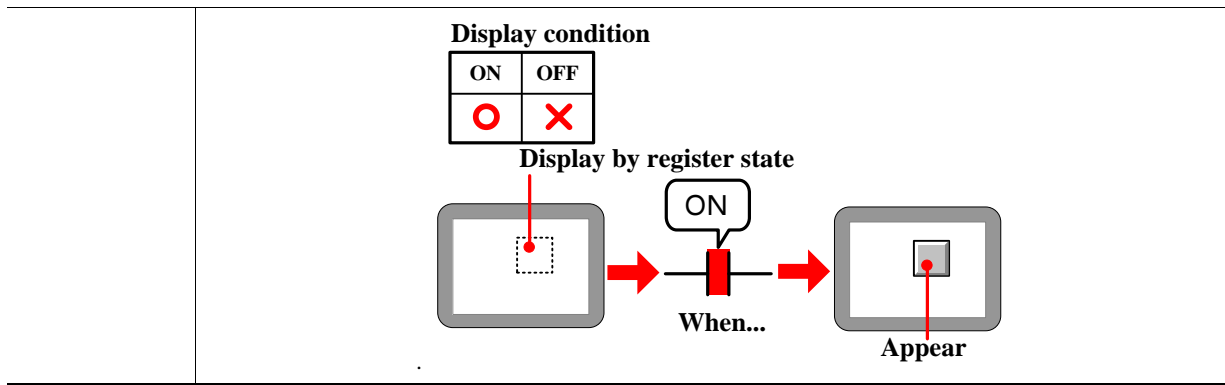 Display condition
ON OFF
Display by register state
ON
When...
Appear
.